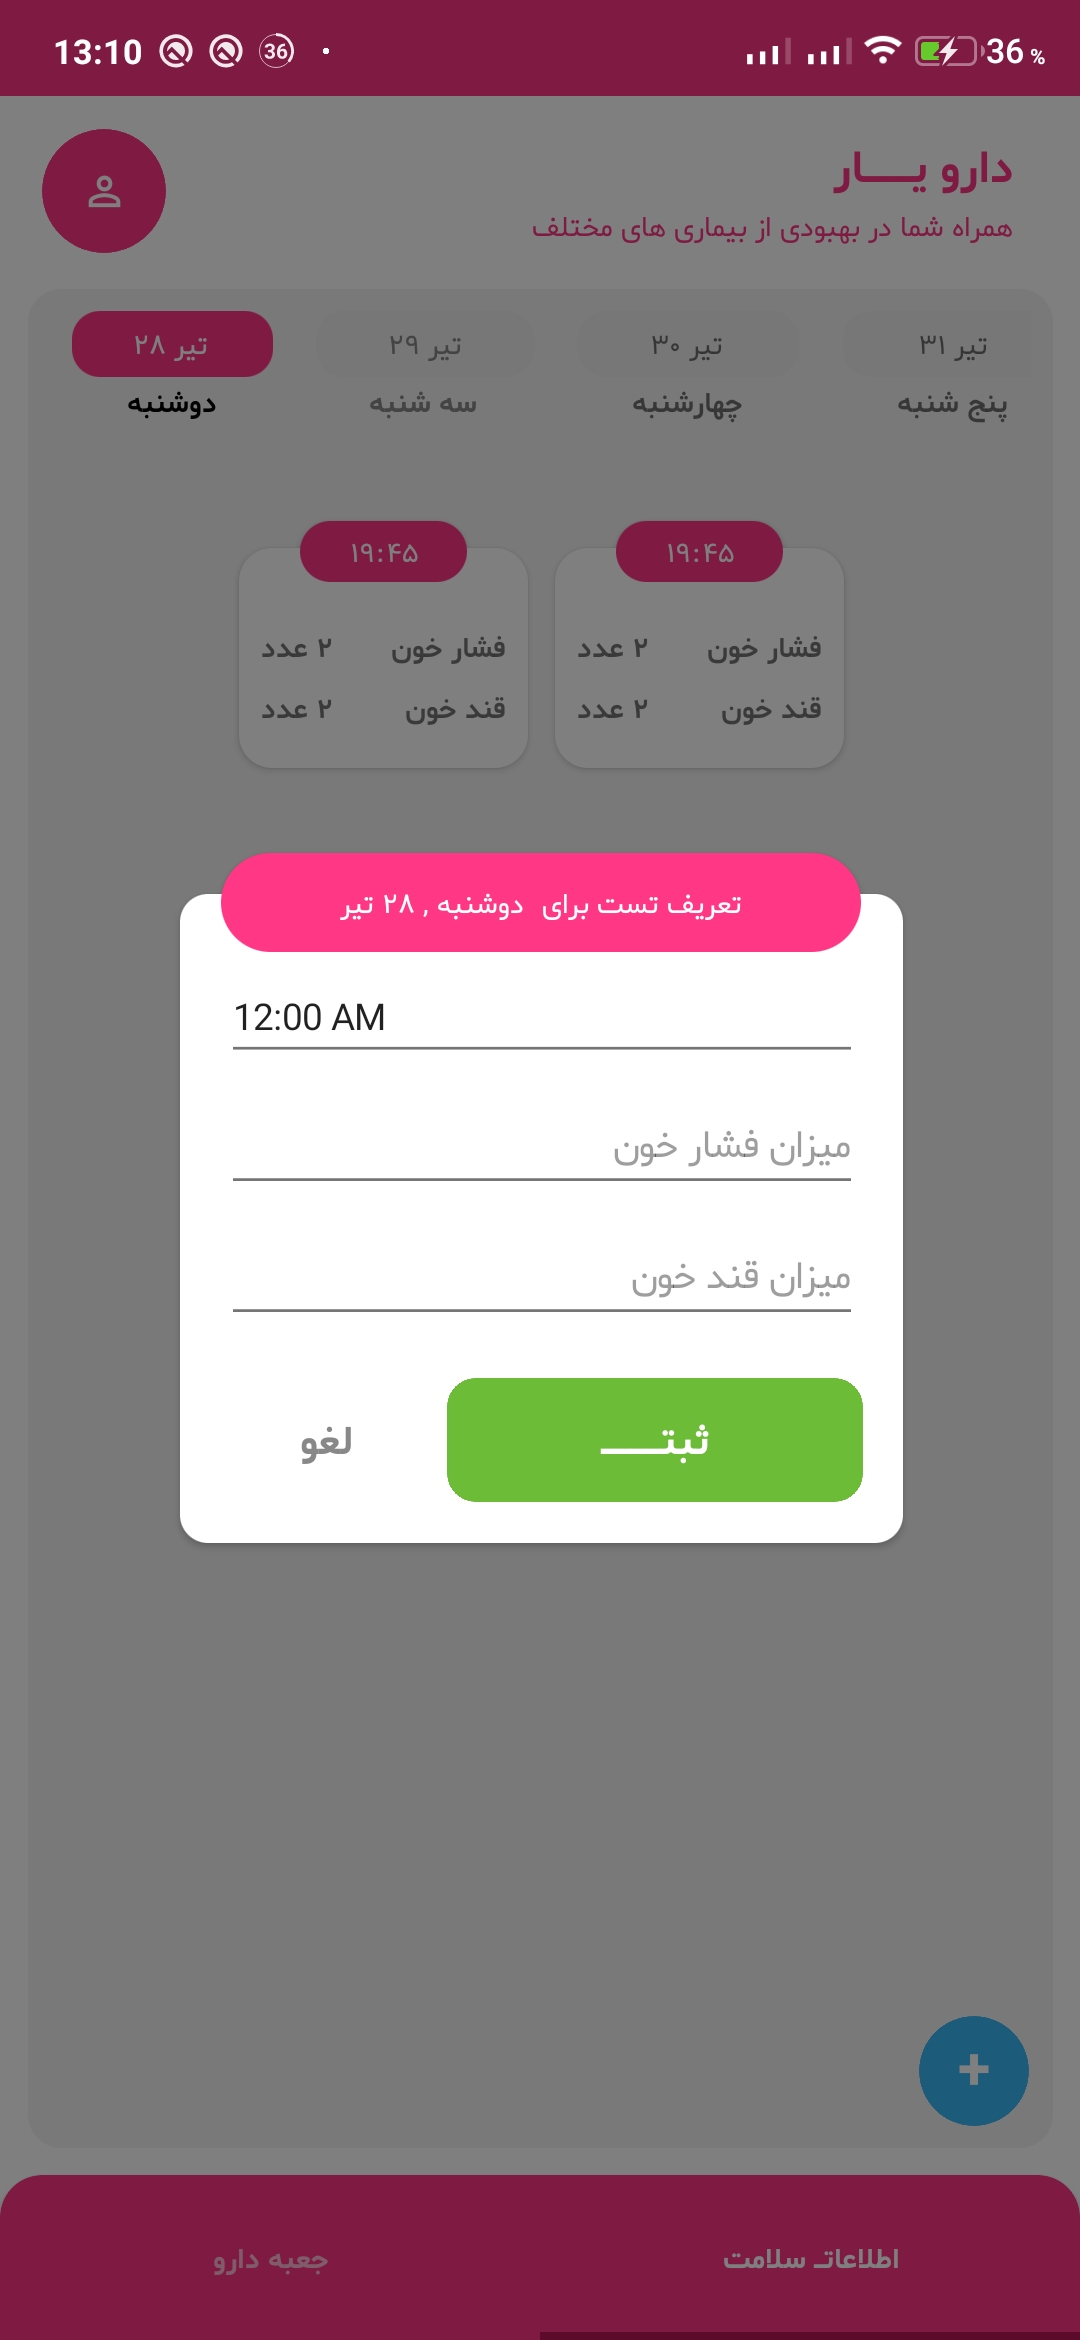 13:10 36 36 %
دارو یـــار
همراه شما در بهبودی از بیماری های مختلف
تیر ۳۱ تیر ۳۰ تیر ۲۹ تیر ۲۸
پنج شنبه چهارشنبه سه شنبه دوشنبه
۱۹:۴۵ ۱۹:۴۵
فشار خون ۲ عدد فشار خون ۲ عدد
قند خون ۲ عدد قند خون ۲ عدد
تعریف تست برای دوشنبه , ۲۸ تیر
12:00 AM
میزان فشار خون
میزان قند خون
ثبتــــ لغو
اطلاعاتـ سلامت جعبه دارو